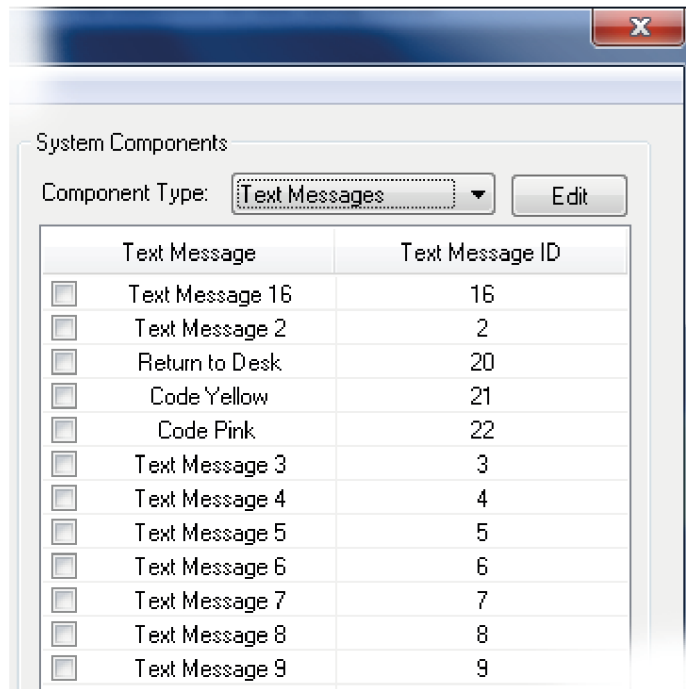 System Components
Component Type: Text Messages Edit
Text Message Text Message ID
Text Message 16 16
Text Message 2 2
Return to Desk 20
Code Yellow 21
Code Pink 22
Text Message 3 3
Text Message 4 4
Text Message 5 5
Text Message 6 6
Text Message 7 7
Text Message 8 8
Text Message 9 9